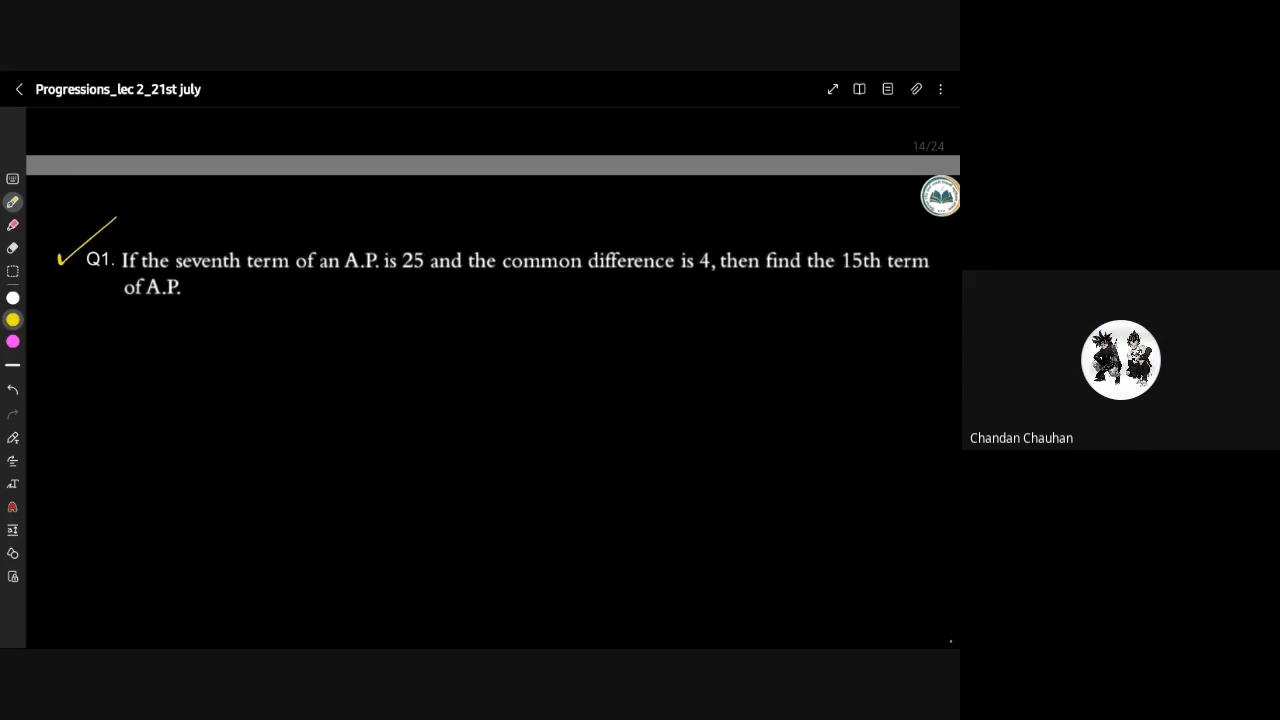 Progressions_lec 2_21st july
14/24
Q1. If the seventh term of an A.P. is 25 and the common difference is 4, then find the 15th term
of A.P.
Chandan Chauhan